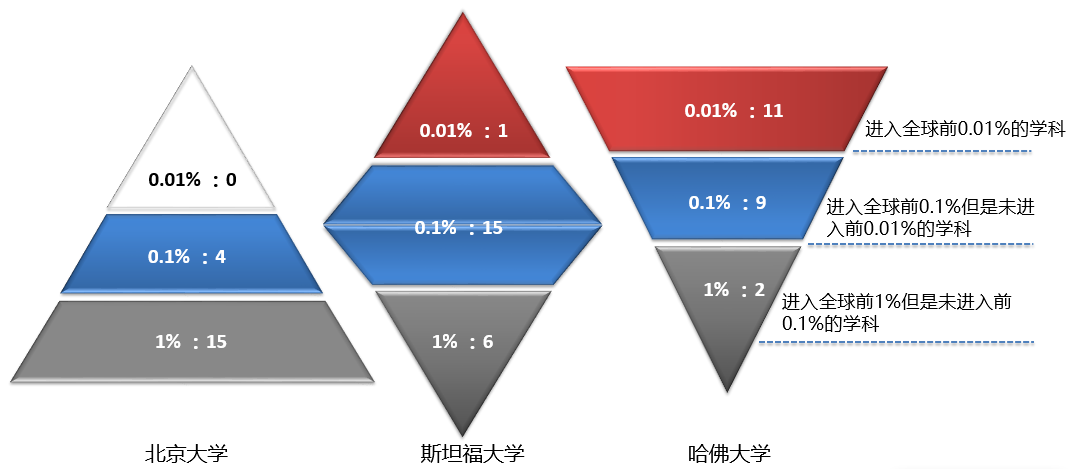 0.01% : 0
0.1% : 4
1% : 15
北京大学
0.01% : 1
0.1% : 15
1% : 6
斯坦福大学
0.01% : 11
0.1% : 9
1% : 2
哈佛大学
进入全球前0.01%的学科
进入全球前0.1%但是未进
入前0.01%的学科
进入全球前1%但是未进入前
0.1%的学科